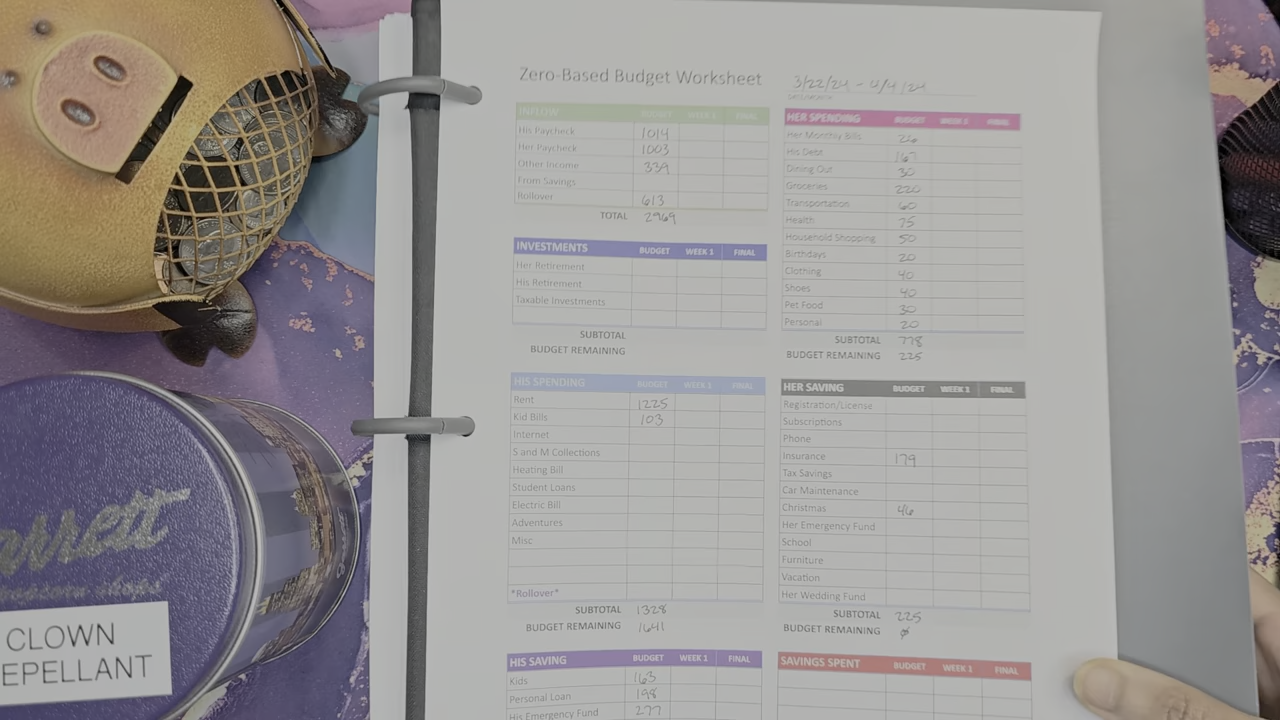 Zero-Based Budget Worksheet
3/22/24 - 4/4/24
INFLOW BUDGET WEEK 1 FINAL
His Paycheck 1014
Her Paycheck 1003
Other Income 339
From Savings
Rollover 613
TOTAL 2969
INVESTMENTS BUDGET WEEK 1 FINAL
Her Retirement
His Retirement
Taxable Investments
SUBTOTAL
BUDGET REMAINING
HIS SPENDING BUDGET WEEK 1 FINAL
Rent 1225
Kid Bills 103
Internet
S and M Collections
Heating Bill
Student Loans
Electric Bill
Adventures
Misc
*Rollover*
SUBTOTAL 1328
BUDGET REMAINING 1641
HIS SAVING BUDGET WEEK 1 FINAL
Kids 163
Personal Loan 198
His Emergency Fund 277
HER SPENDING BUDGET WEEK 1 FINAL
Her Monthly Bills 26
His Debt 167
Dining Out 30
Groceries 220
Transportation 60
Health 75
Household Shopping 50
Birthdays 20
Clothing 40
Shoes 40
Pet Food 30
Personal 20
SUBTOTAL 778
BUDGET REMAINING 225
HER SAVING BUDGET WEEK 1 FINAL
Registration/License
Subscriptions
Phone
Insurance 179
Tax Savings
Car Maintenance
Christmas 46
Her Emergency Fund
School
Furniture
Vacation
Her Wedding Fund
SUBTOTAL 225
BUDGET REMAINING 0
SAVINGS SPENT BUDGET WEEK 1 FINAL
CLOWN
EPELLANT